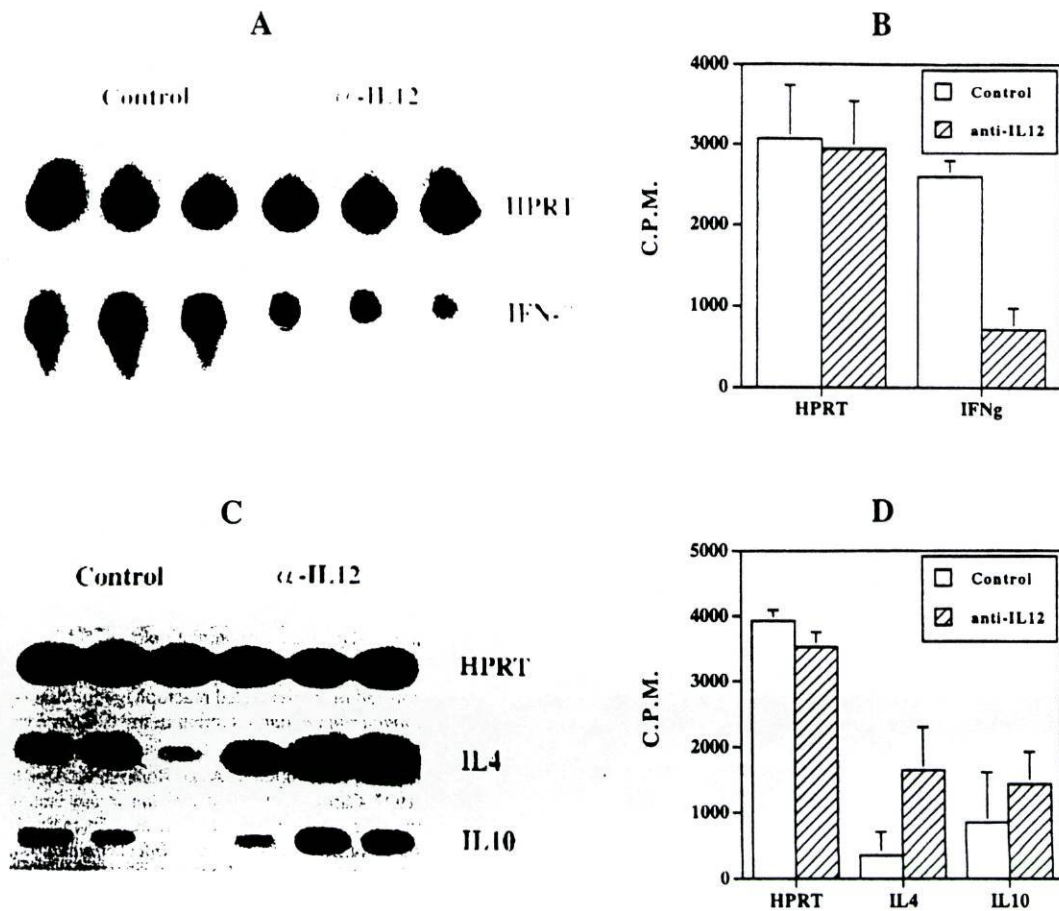 A
Control α-IL12
HPRT
IFN-
B
4000
3000
2000
1000
0
C.P.M.
Control
anti-IL12
HPRT IFNg
C
Control α-IL12
HPRT
IL4
IL10
D
5000
4000
3000
2000
1000
0
C.P.M.
Control
anti-IL12
HPRT IL4 IL10